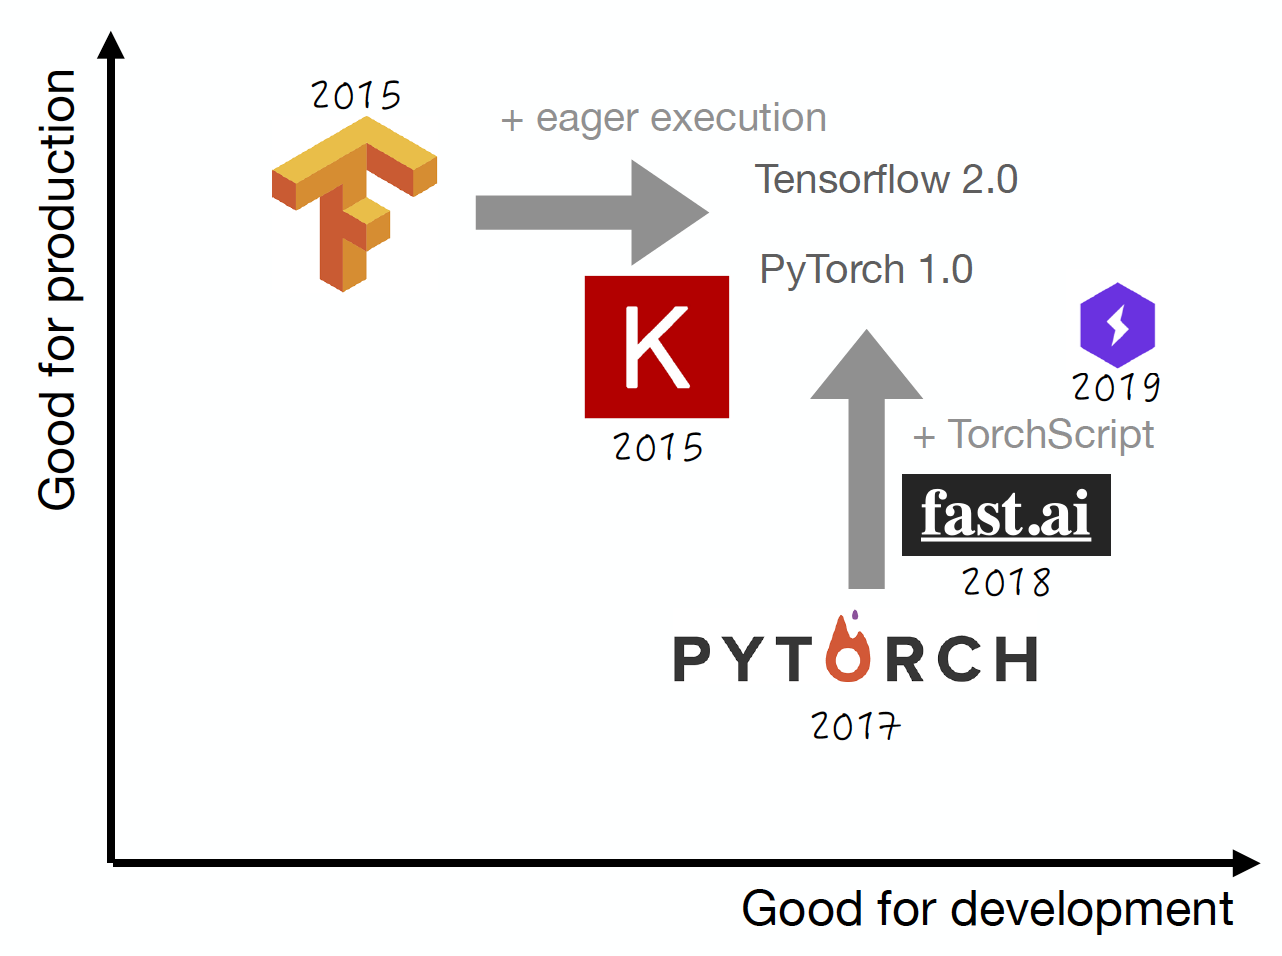 Good for production
2015
+ eager execution
Tensorflow 2.0
PyTorch 1.0
K
2015
2019
+ TorchScript
fast.ai
2018
PYTORCH
2017
Good for development